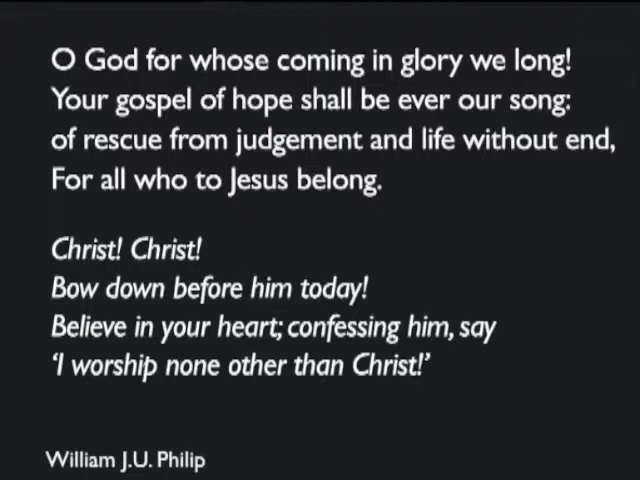 O God for whose coming in glory we long!
Your gospel of hope shall be ever our song:
of rescue from judgement and life without end,
For all who to Jesus belong.
Christ! Christ!
Bow down before him today!
Believe in your heart; confessing him, say
‘I worship none other than Christ!’
William J.U. Philip